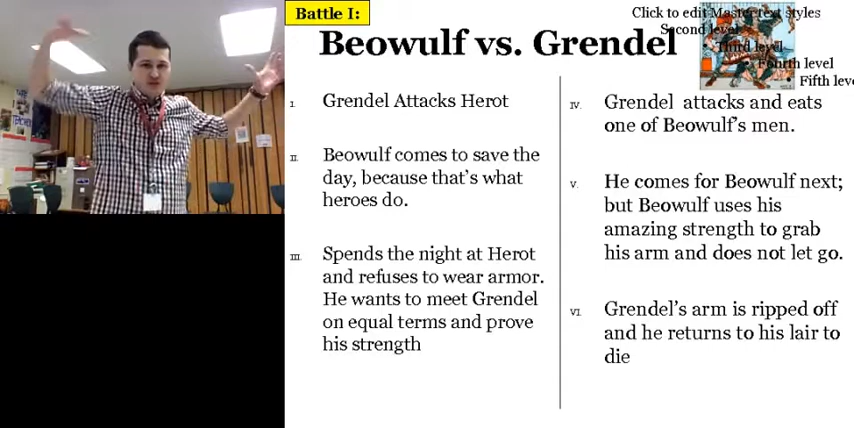 Battle I:
Beowulf vs. Grendel
Click to edit Master text styles
Second level
Third level
Fourth level
Fifth leve
I. Grendel Attacks Herot
II. Beowulf comes to save the
day, because that's what
heroes do.
III. Spends the night at Herot
and refuses to wear armor.
He wants to meet Grendel
on equal terms and prove
his strength
IV. Grendel attacks and eats
one of Beowulf's men.
V. He comes for Beowulf next;
but Beowulf uses his
amazing strength to grab
his arm and does not let go.
VI. Grendel's arm is ripped off
and he returns to his lair to
die